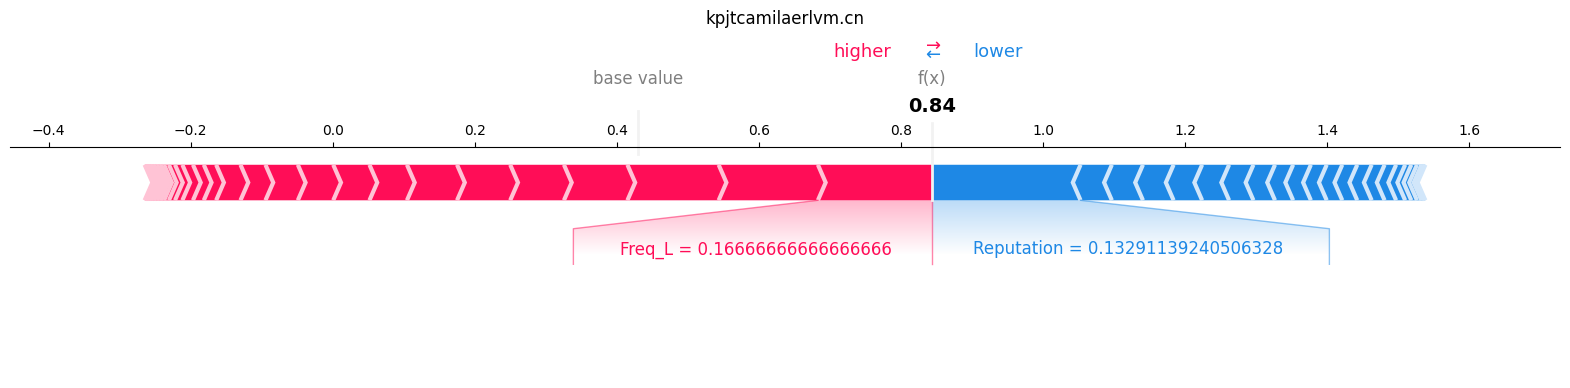 kpjtcamilaerlvm.cn
higher ⇄ lower
base value f(x)
0.84
−0.4 −0.2 0.0 0.2 0.4 0.6 0.8 1.0 1.2 1.4 1.6
Freq_L = 0.16666666666666666 Reputation = 0.13291139240506328